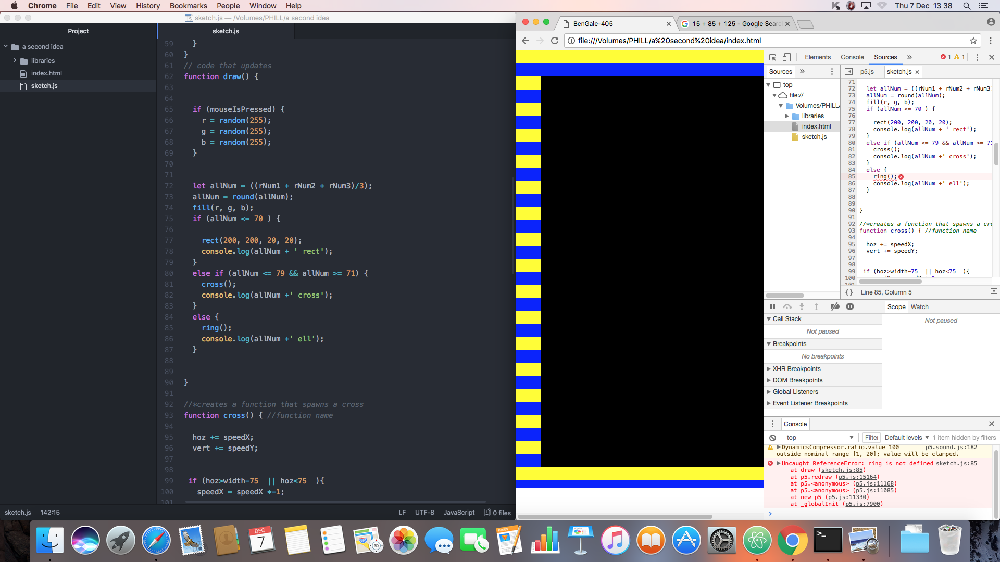 Chrome File Edit View History Bookmarks People Window Help
Thu 7 Dec 13 38
sketch.js — /Volumes/PHILL/a second idea
Project
a second idea
libraries
index.html
sketch.js
sketch.js
59 }
60 }
61 // code that updates
62 function draw() {
63
64
65 if (mouseIsPressed) {
66 r = random(255);
67 g = random(255);
68 b = random(255);
69 }
70
71
72 let allNum = ((rNum1 + rNum2 + rNum3)/3);
73 allNum = round(allNum);
74 fill(r, g, b);
75 if (allNum <= 70 ) {
76
77 rect(200, 200, 20, 20);
78 console.log(allNum + ' rect');
79 }
80 else if (allNum <= 79 && allNum >= 71) {
81 cross();
82 console.log(allNum +' cross');
83 }
84 else {
85 ring();
86 console.log(allNum +' ell');
87 }
88
89
90 }
91
92 //*creates a function that spawns a cross
93 function cross() { //function name
94
95 hoz += speedX;
96 vert += speedY;
97
98
99 if (hoz>width-75 || hoz<75 ){
100 speedX = speedX *-1;
101
sketch.js 142:15
LF UTF-8 JavaScript 0 files
BenGale-405
15 + 85 + 125 - Google Searc
file:///Volumes/PHILL/a%20second%20idea/index.html
Elements Console Sources » 1 1
Sources »
p5.js sketch.js
top
file://
Volumes/PHILL/
libraries
index.html
sketch.js
71
72 let allNum = ((rNum1 + rNum2 + rNum3)
73 allNum = round(allNum);
74 fill(r, g, b);
75 if (allNum <= 70 ) {
76
77 rect(200, 200, 20, 20);
78 console.log(allNum + ' rect');
79 }
80 else if (allNum <= 79 && allNum >= 71
81 cross();
82 console.log(allNum +' cross');
83 }
84 else {
85 ring();
86 console.log(allNum +' ell');
87 }
88
89
90 }
91
92 //*creates a function that spawns a cro
93 function cross() { //function name
94
95 hoz += speedX;
96 vert += speedY;
97
98
99 if (hoz>width-75 || hoz<75 ){
100
101
{} Line 85, Column 5
Scope Watch
Not paused
Call Stack
Not paused
Breakpoints
No breakpoints
XHR Breakpoints
DOM Breakpoints
Global Listeners
Event Listener Breakpoints
Console
top Filter Default levels 1 item hidden by filters
DynamicsCompressor.ratio.value 100 p5.sound.js:182
outside nominal range [1, 20]; value will be clamped.
Uncaught ReferenceError: ring is not defined sketch.js:85
at draw (sketch.js:85)
at p5.redraw (p5.js:15164)
at p5.<anonymous> (p5.js:11168)
at p5.<anonymous> (p5.js:11085)
at new p5 (p5.js:11330)
at _globalInit (p5.js:7900)
DEC
7
PAGES
3D
>_